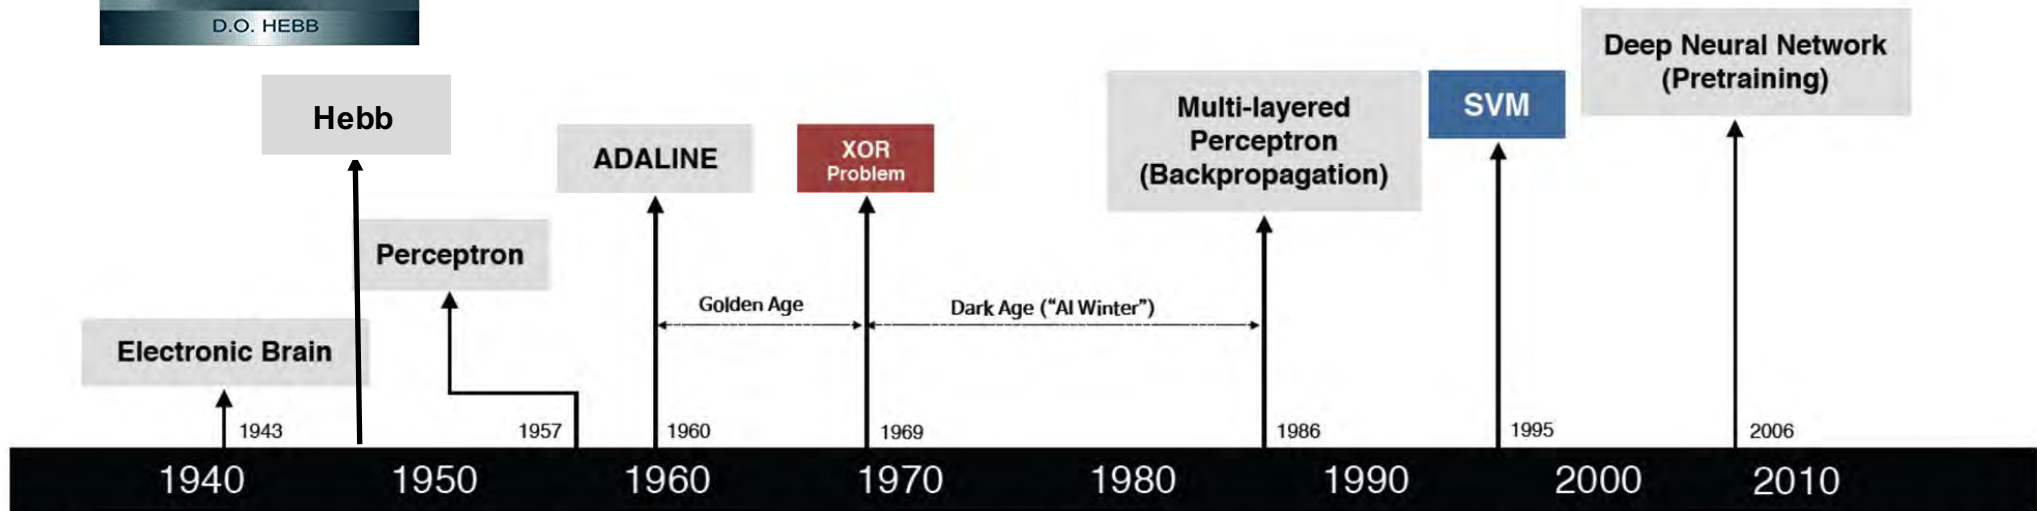 D.O. HEBB
Hebb
Perceptron
Electronic Brain
ADALINE
XOR
Problem
Multi-layered
Perceptron
(Backpropagation)
SVM
Deep Neural Network
(Pretraining)
Golden Age
Dark Age ("AI Winter")
1943
1957
1960
1969
1986
1995
2006
1940
1950
1960
1970
1980
1990
2000
2010